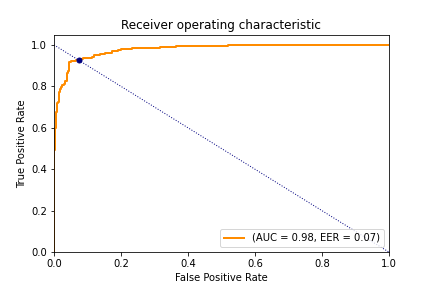 Receiver operating characteristic
True Positive Rate
1.0
0.8
0.6
0.4
0.2
0.0
(AUC = 0.98, EER = 0.07)
0.0 0.2 0.4 0.6 0.8 1.0
False Positive Rate